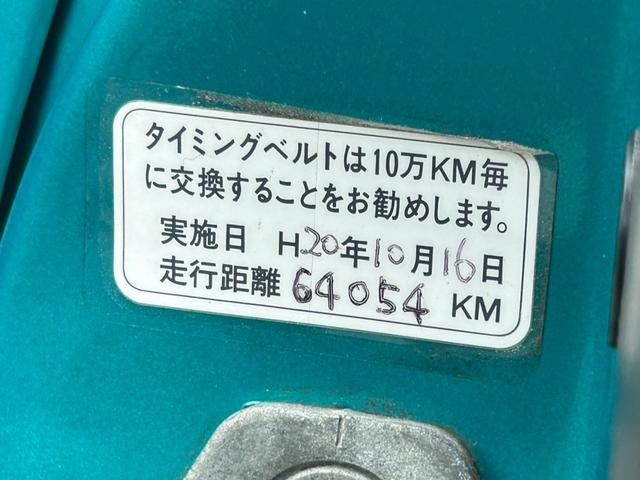 タイミングベルトは10万KM毎
に交換することをお勧めします。
実施日 H20年10月16日
走行距離 64054 KM